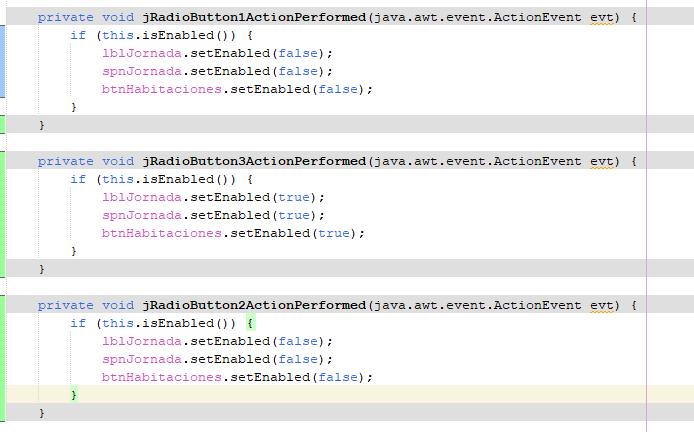 private void jRadioButton1ActionPerformed(java.awt.event.ActionEvent evt) {
if (this.isEnabled()) {
lblJornada.setEnabled(false);
spnJornada.setEnabled(false);
btnHabitaciones.setEnabled(false);
}
}
private void jRadioButton3ActionPerformed(java.awt.event.ActionEvent evt) {
if (this.isEnabled()) {
lblJornada.setEnabled(true);
spnJornada.setEnabled(true);
btnHabitaciones.setEnabled(true);
}
}
private void jRadioButton2ActionPerformed(java.awt.event.ActionEvent evt) {
if (this.isEnabled()) {
lblJornada.setEnabled(false);
spnJornada.setEnabled(false);
btnHabitaciones.setEnabled(false);
}
}